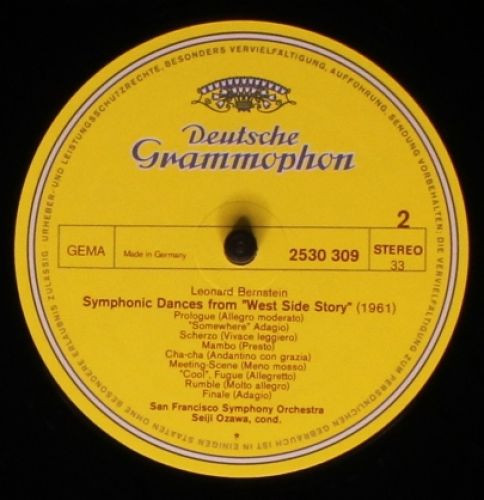 URHEBER- UND LEISTUNGSSCHUTZRECHTE, BESONDERS VERVIELFÄLTIGUNG, AUFFÜHRUNG, SENDUNG VORBEHALTEN; DIE VERVIELFÄLTIGUNG ZUM PERSÖNLICHEN GEBRAUCH IST IN EINIGEN STAATEN OHNE BESONDERE ERLAUBNIS ZULÄSSIG
Deutsche
Grammophon
2
GEMA
Made in Germany
2530 309
STEREO
33
Leonard Bernstein
Symphonic Dances from "West Side Story" (1961)
Prologue (Allegro moderato)
"Somewhere" Adagio)
Scherzo (Vivace leggiero)
Mambo (Presto)
Cha-cha (Andantino con grazia)
Meeting-Scene (Meno mosso)
"Cool". Fugue (Allegretto)
Rumble (Molto allegro)
Finale (Adagio)
San Francisco Symphony Orchestra
Seiji Ozawa, cond.
*